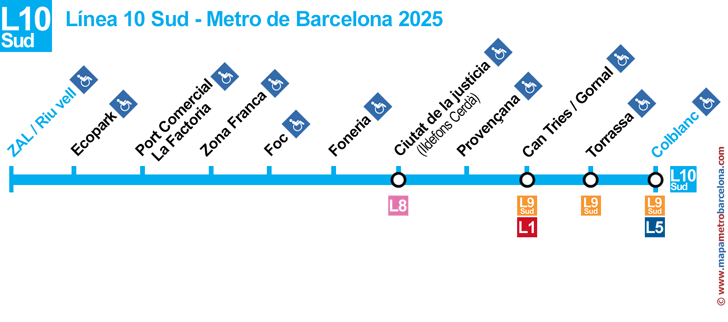 L10
Sud
Línea 10 Sud - Metro de Barcelona 2025
ZAL / Riu vell
Ecopark
Port Comercial
La Factoria
Zona Franca
Foc
Foneria
Ciutat de la justícia
(Ildefons Cerdà)
Provençana
Can Tries / Gornal
Torrassa
Colblanc
L10
Sud
L8
L9
Sud
L1
L9
Sud
L9
Sud
L5
© www.mapametrobarcelona.com